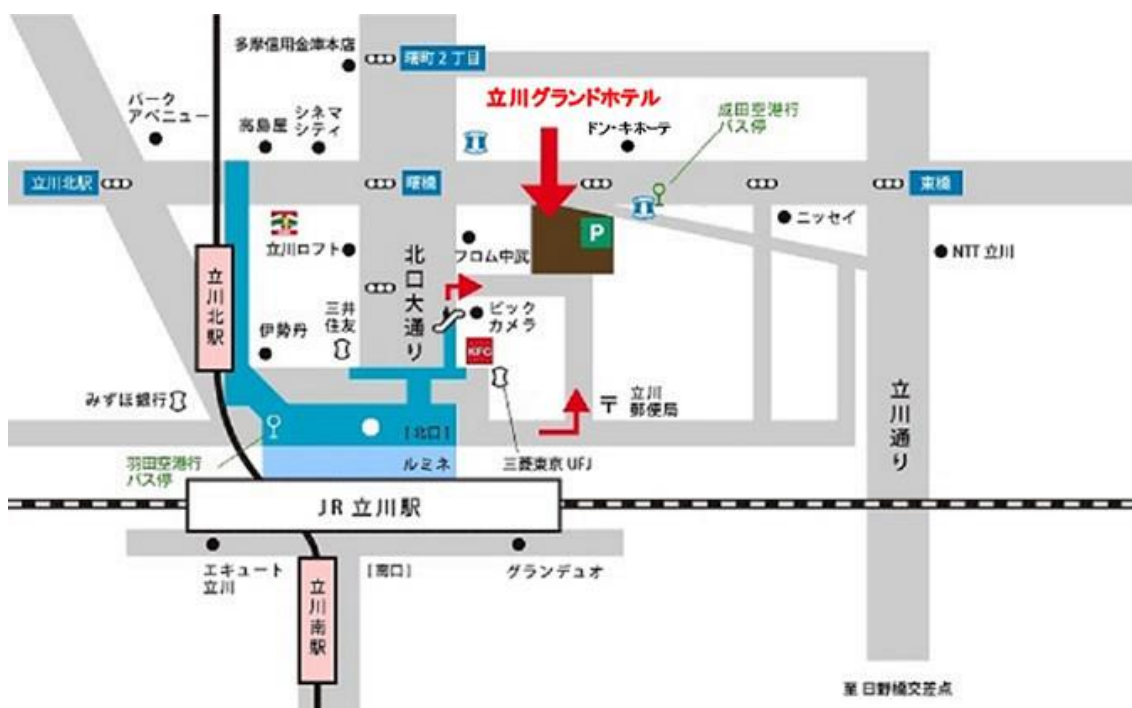 多摩信用金庫本店
曙町2丁目
立川グランドホテル
成田空港行
バス停
パーク
アベニュー
高島屋
シネマ
シティ
ドン・キホーテ
立川北駅
曙橋
東橋
ニッセイ
立川ロフト
フロム中武
P
NTT 立川
立川北駅
北口大通り
三井
住友
ビック
カメラ
伊勢丹
KFC
みずほ銀行
〒
立川
郵便局
立川通り
[北口]
羽田空港行
バス停
ルミネ
三菱東京 UFJ
JR 立川駅
エキュート
立川
[南口]
グランデュオ
立川南駅
至 日野橋交差点